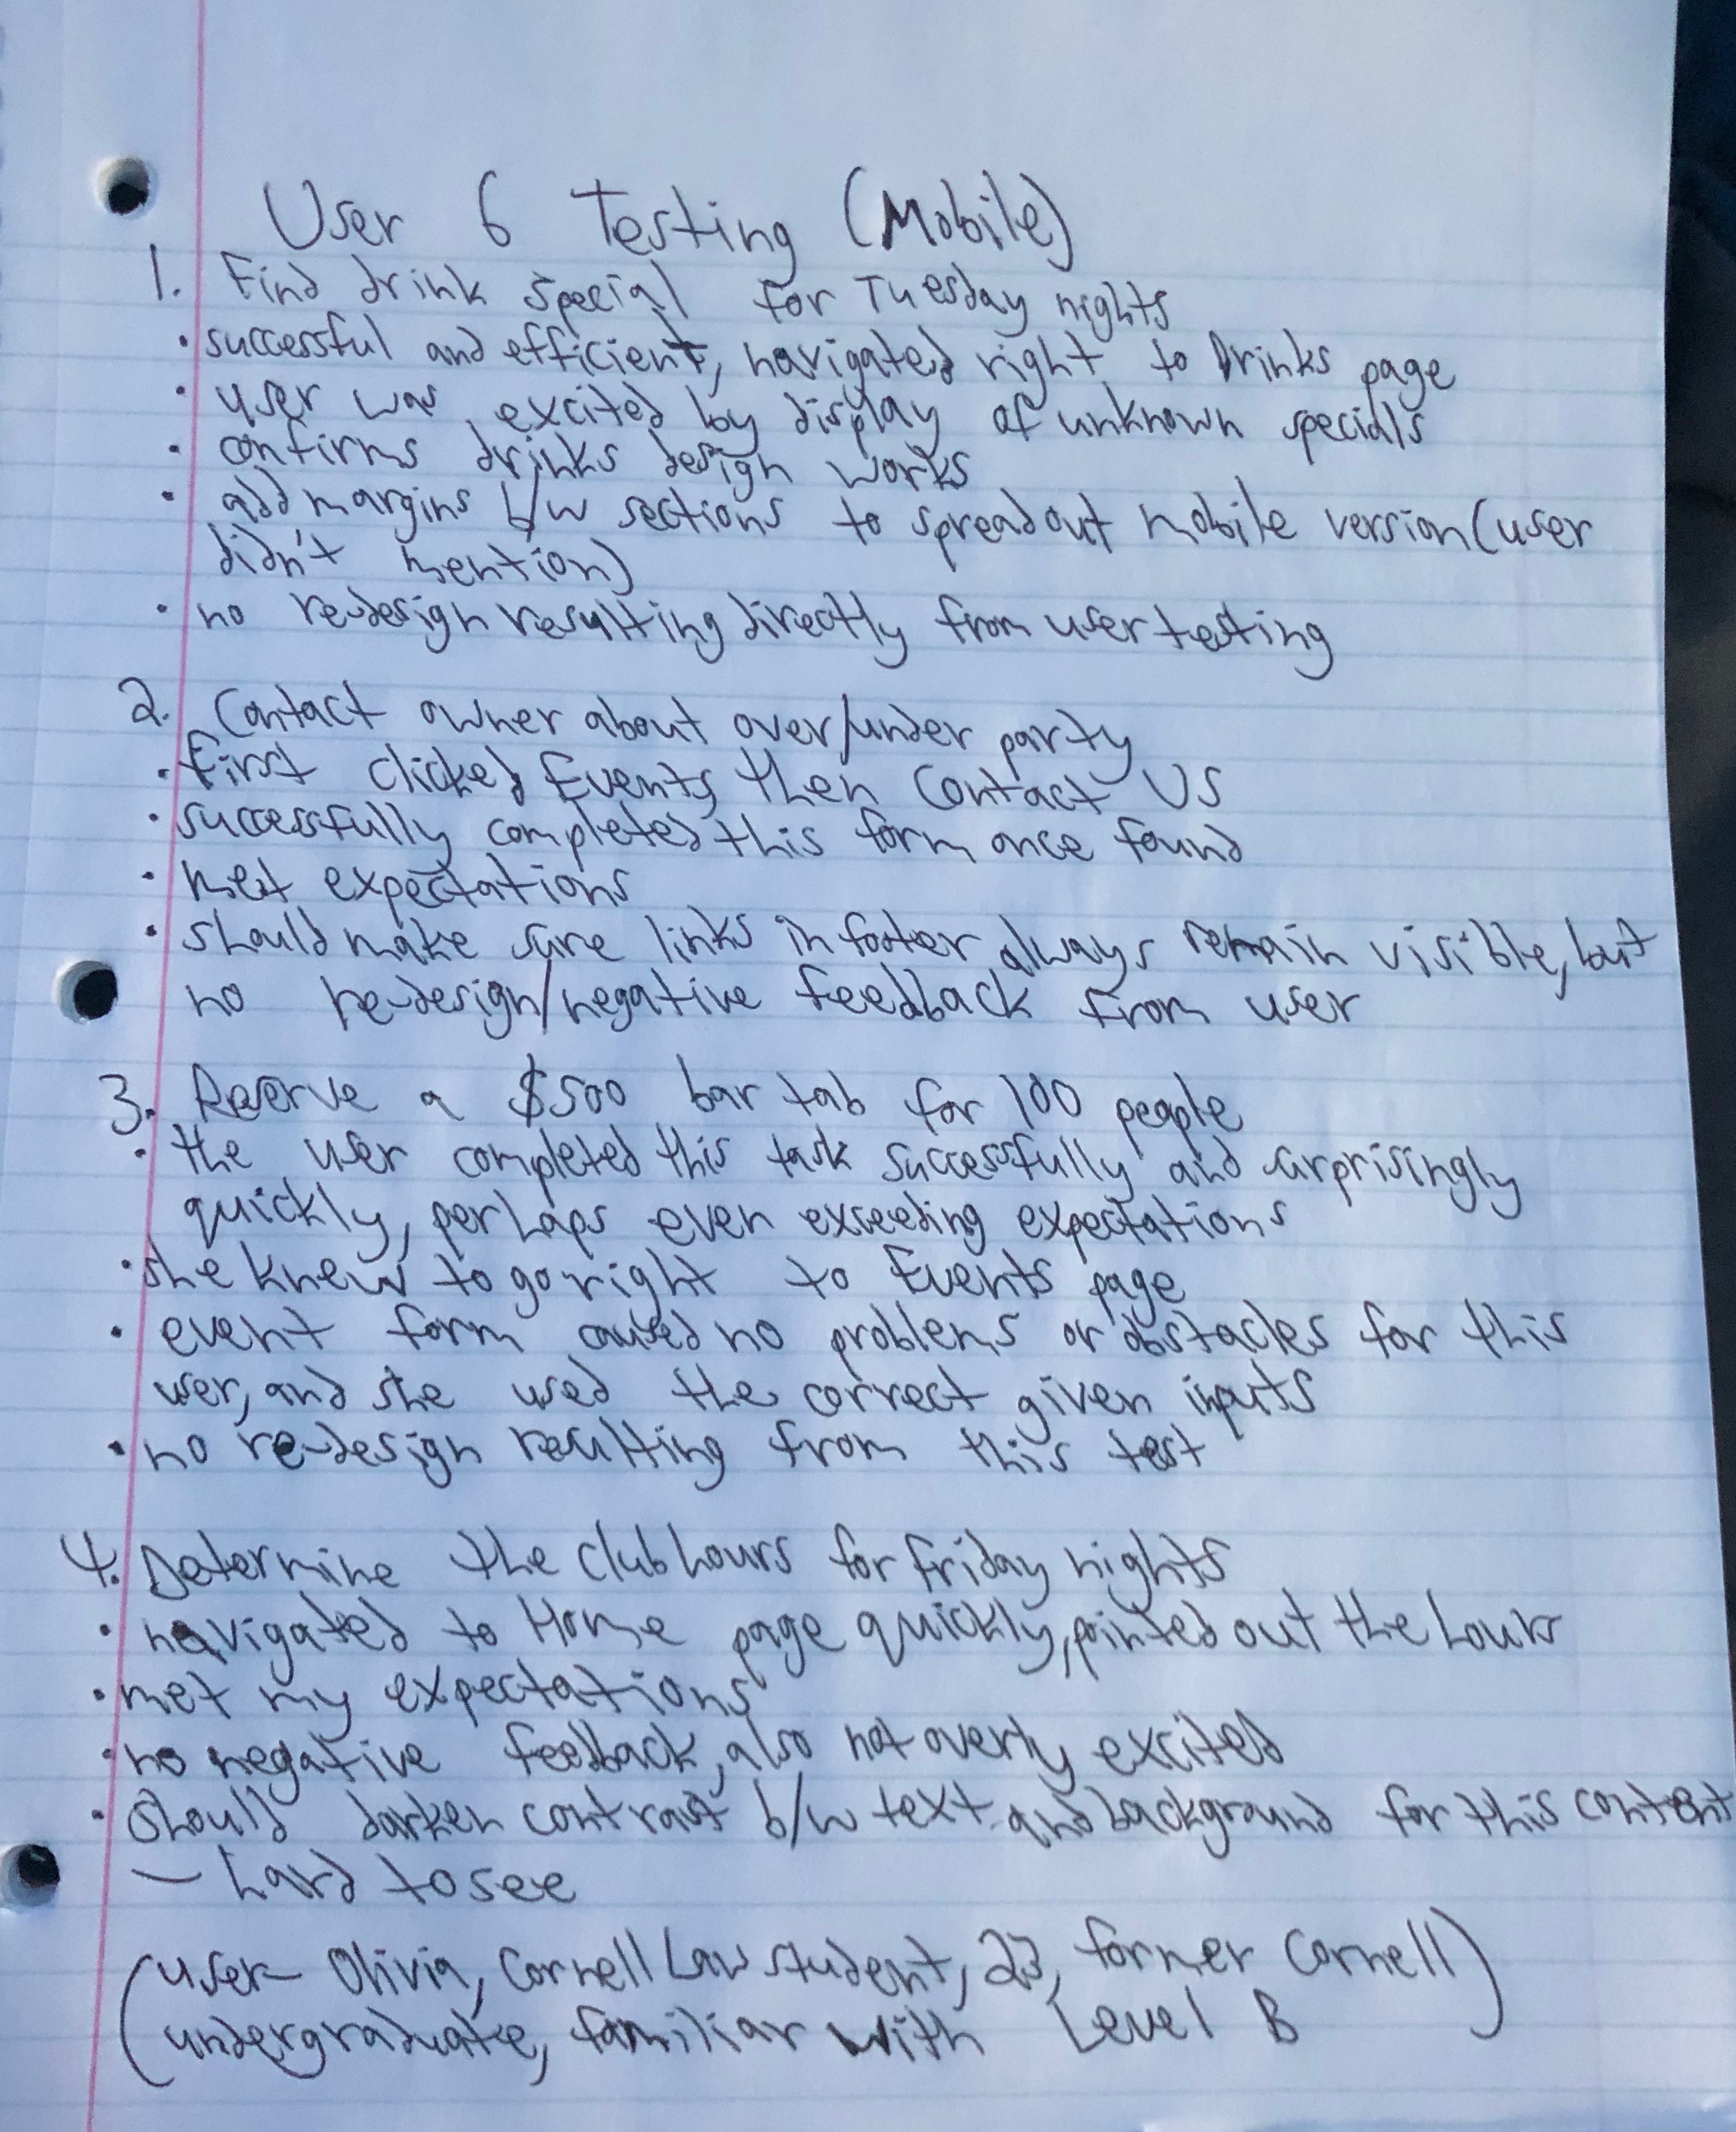 User 6 Testing (Mobile)
1. Find drink special for Tuesday nights
• successful and efficient, navigated right to Drinks page
• user was excited by display of unknown specials
• confirms drinks design works
• add margins b/w sections to spread out mobile version (user
didn't mention)
• no re-design resulting directly from user testing
2. Contact owner about over/under party
• First clicked Events then Contact Us
• successfully completed this form once found
• met expectations
• should make sure links in footer always remain visible, but
no re-design/negative feedback from user
3. Reserve a $500 bar tab for 100 people
• the user completed this task successfully and surprisingly
quickly, perhaps even exceeding expectations
• she knew to go right to Events page
• event form caused no problems or obstacles for this
user, and she used the correct given inputs
• no re-design resulting from this test
4. Determine the club hours for Friday nights
• navigated to Home page quickly, pointed out the hours
• met my expectations
• no negative feedback, also not overly excited
• should darken contrast b/w text and background for this content
– hard to see
(user – Olivia, Cornell Law student, 23, former Cornell)
(undergraduate, familiar with Level B